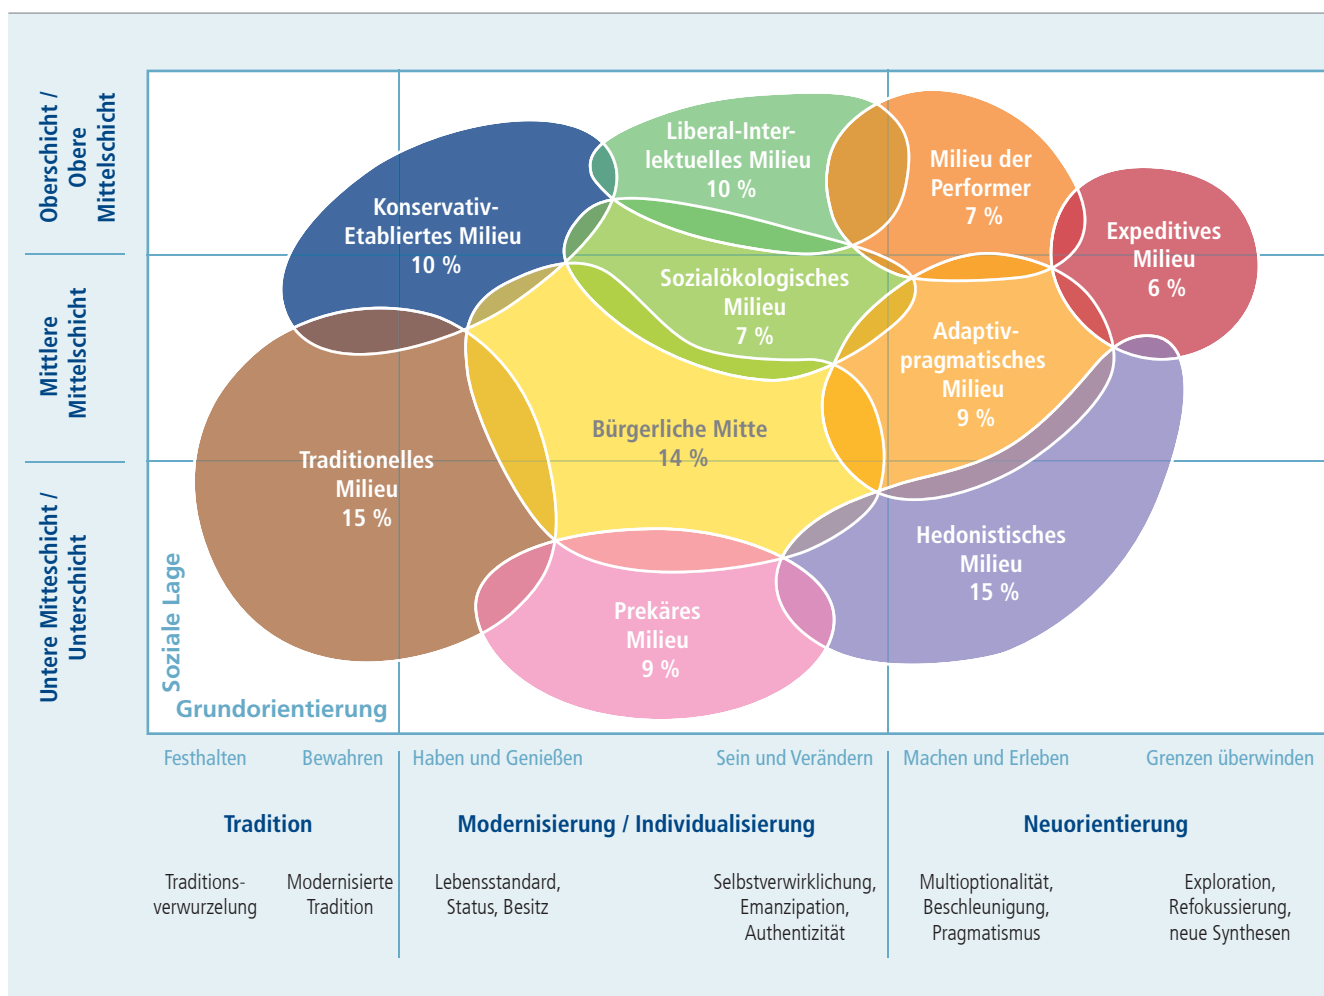 Oberschicht /
Obere
Mittelschicht
Mittlere
Mittelschicht
Untere Mitteschicht /
Unterschicht
Soziale Lage
Grundorientierung
Konservativ-
Etabliertes Milieu
10 %
Liberal-Inter-
lektuelles Milieu
10 %
Milieu der
Performer
7 %
Expeditives
Milieu
6 %
Sozialökologisches
Milieu
7 %
Adaptiv-
pragmatisches
Milieu
9 %
Bürgerliche Mitte
14 %
Traditionelles
Milieu
15 %
Hedonistisches
Milieu
15 %
Prekäres
Milieu
9 %
Festhalten
Bewahren
Haben und Genießen
Sein und Verändern
Machen und Erleben
Grenzen überwinden
Tradition
Modernisierung / Individualisierung
Neuorientierung
Traditions-
verwurzelung
Modernisierte
Tradition
Lebensstandard,
Status, Besitz
Selbstverwirklichung,
Emanzipation,
Authentizität
Multioptionalität,
Beschleunigung,
Pragmatismus
Exploration,
Refokussierung,
neue Synthesen